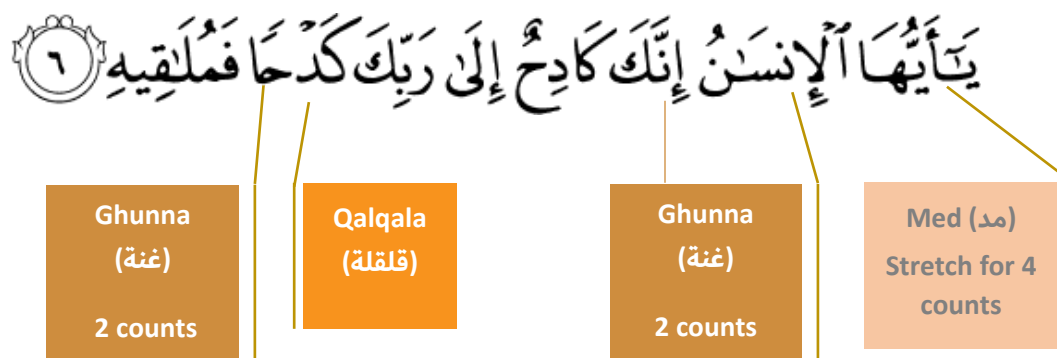 يَـٰٓأَيُّهَا ٱلْإِنسَـٰنُ إِنَّكَ كَادِحٌ إِلَىٰ رَبِّكَ كَدْحًا فَمُلَـٰقِيهِ ٦
Ghunna
(غنة)
2 counts
Qalqala
(قلقلة)
Ghunna
(غنة)
2 counts
Med (مد)
Stretch for 4
counts